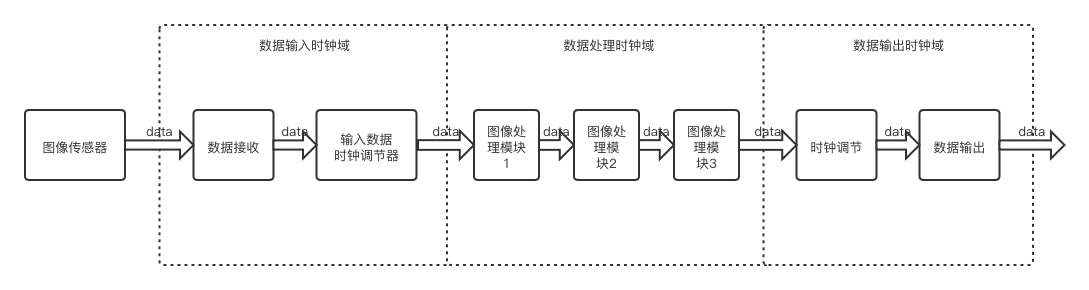 数据输入时钟域
数据处理时钟域
数据输出时钟域
图像传感器
data
数据接收
data
输入数据
时钟调节器
data
图像处
理模块
1
data
图像处
理模
块2
data
图像处
理模
块3
data
时钟调节
data
数据输出
data